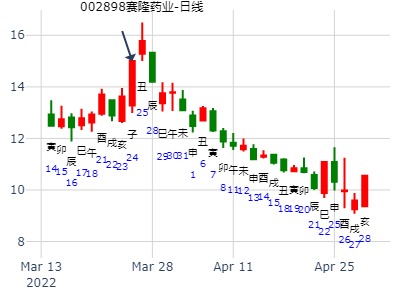 002898赛隆药业-日线
16
14
12
10
8
寅
14
卯
15
辰
16
巳
17
午
18
酉
21
戌
22
亥
23
子
24
丑
25
辰
28
巳
29
午
30
未
31
申
1
丑
6
寅
7
卯
8
午
11
未
12
申
13
酉
14
戌
15
丑
18
寅
19
卯
20
辰
21
巳
22
申
25
酉
26
戌
27
亥
28
Mar 13
2022
Mar 28
Apr 11
Apr 25